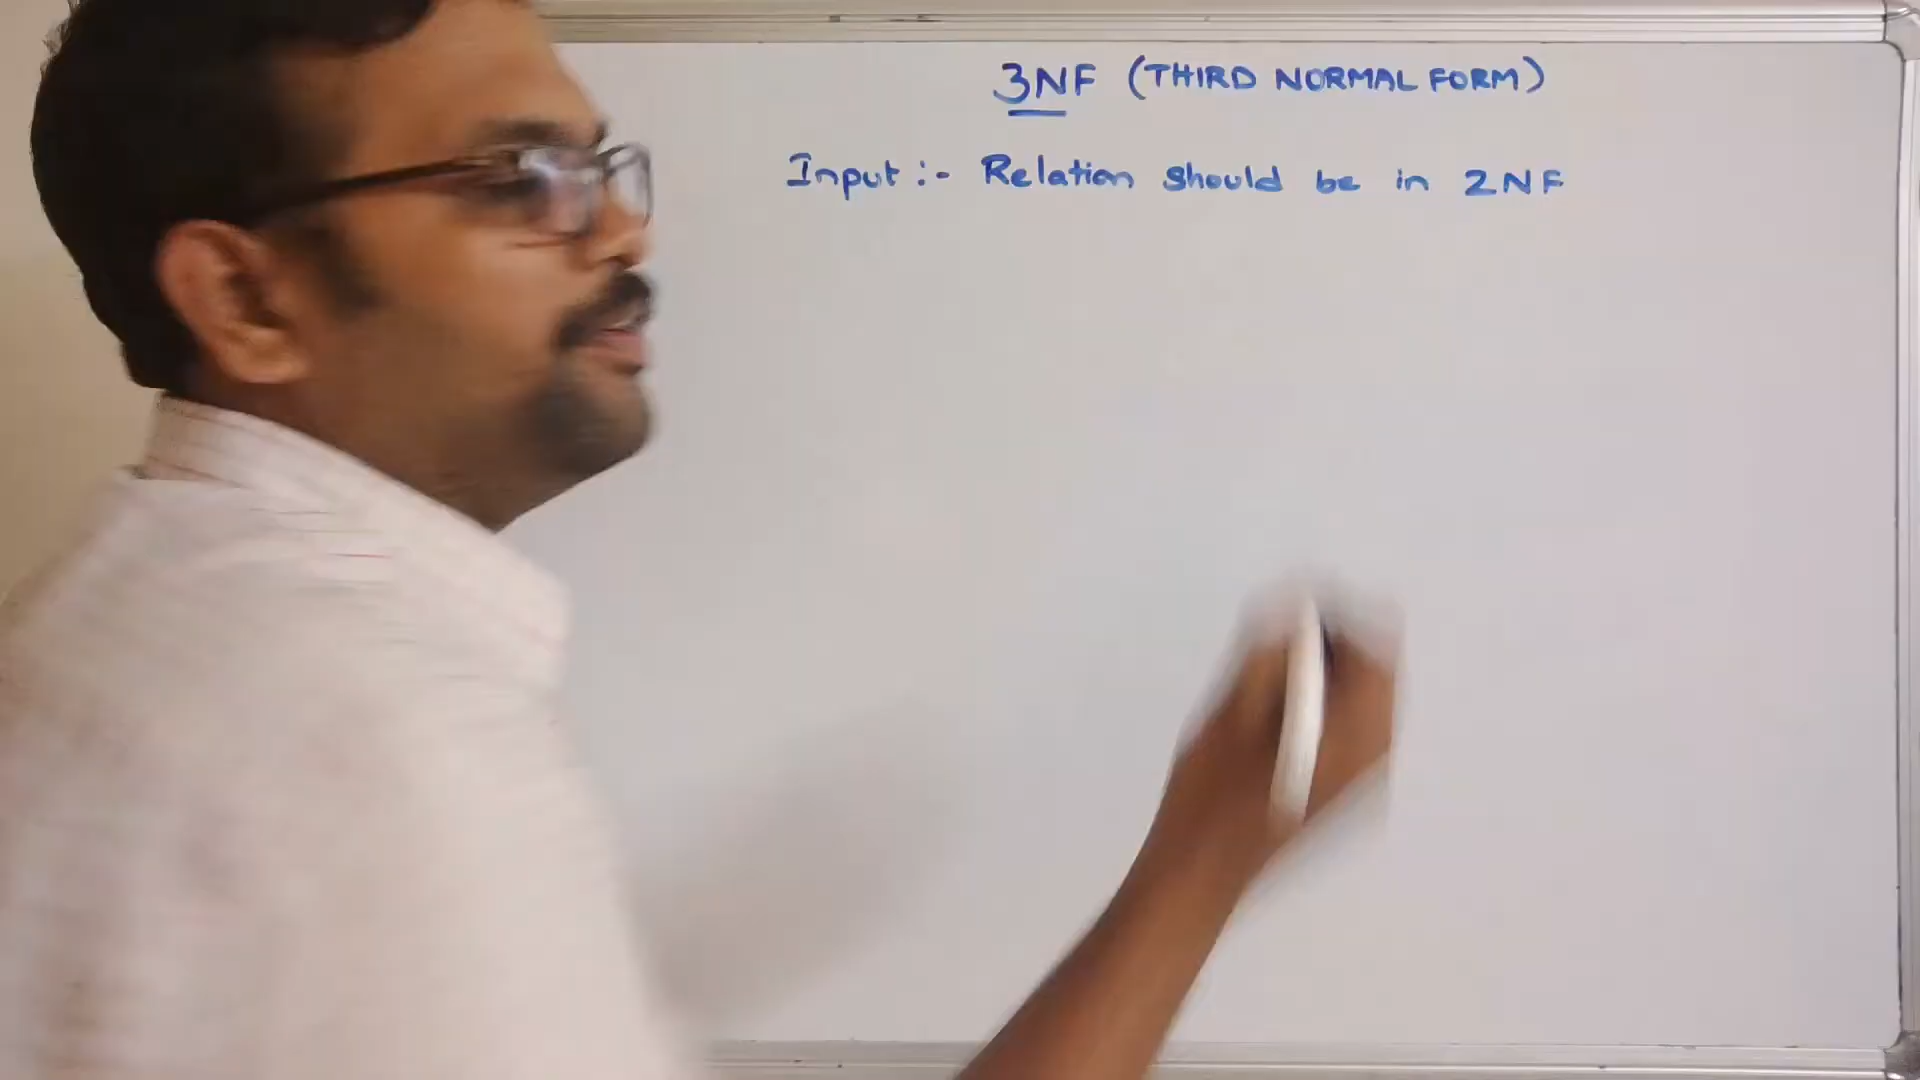 3NF (THIRD NORMAL FORM)
Input :- Relation should be in 2NF